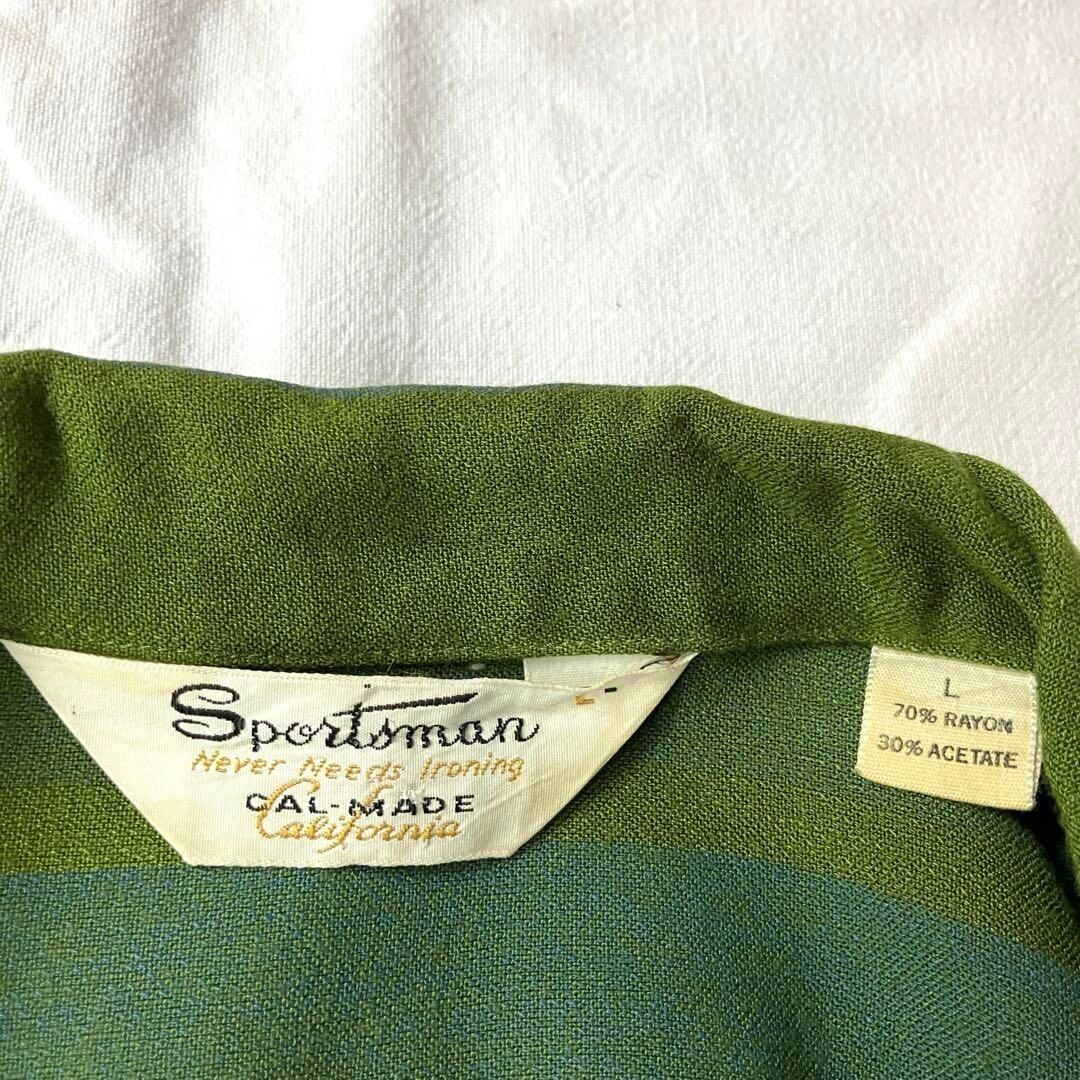 Sportsman
Never Needs Ironing
CAL-MADE
California
L
70% RAYON
30% ACETATE